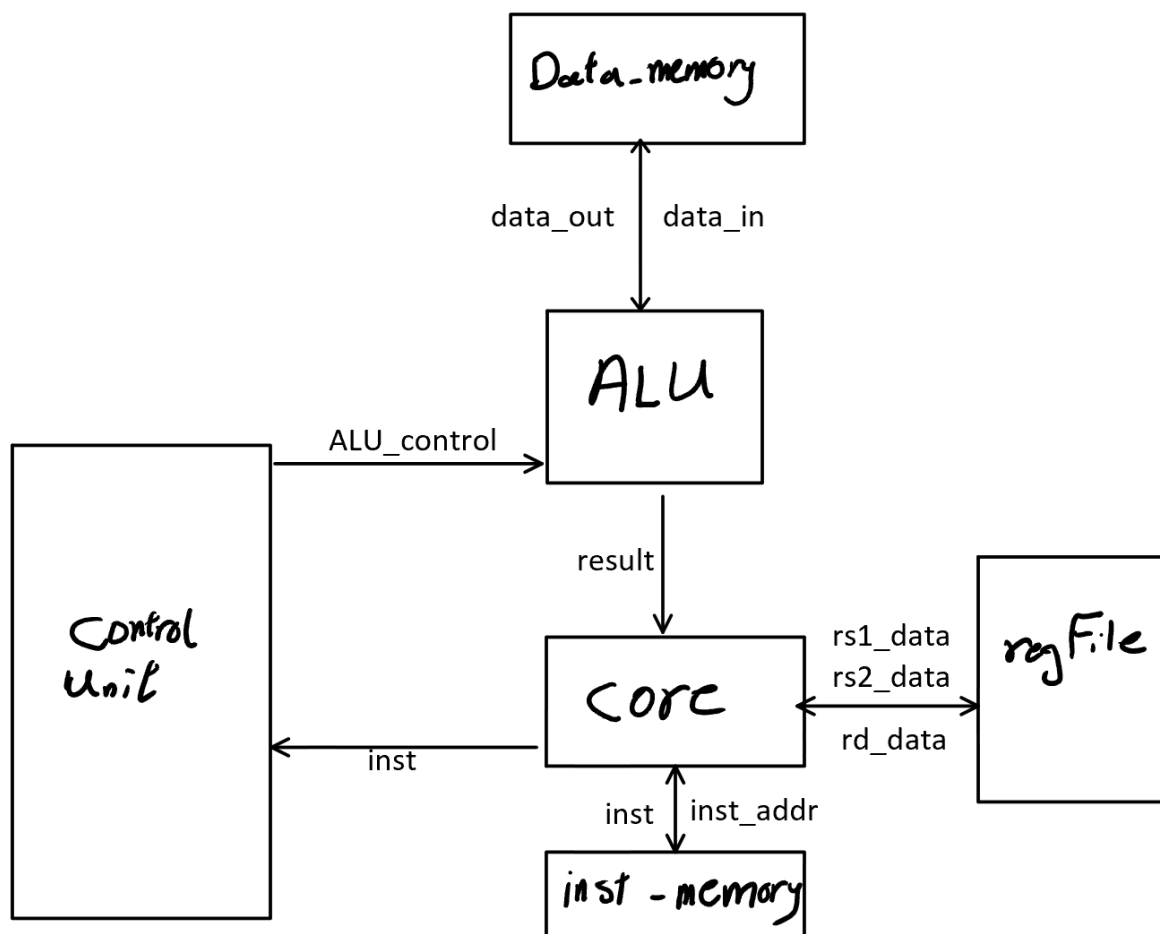 Data_memory
data_out data_in
ALU
ALU_control
result
Control
Unit
rs1_data
regFile
rs2_data
core
rd_data
inst
inst inst_addr
inst_memory